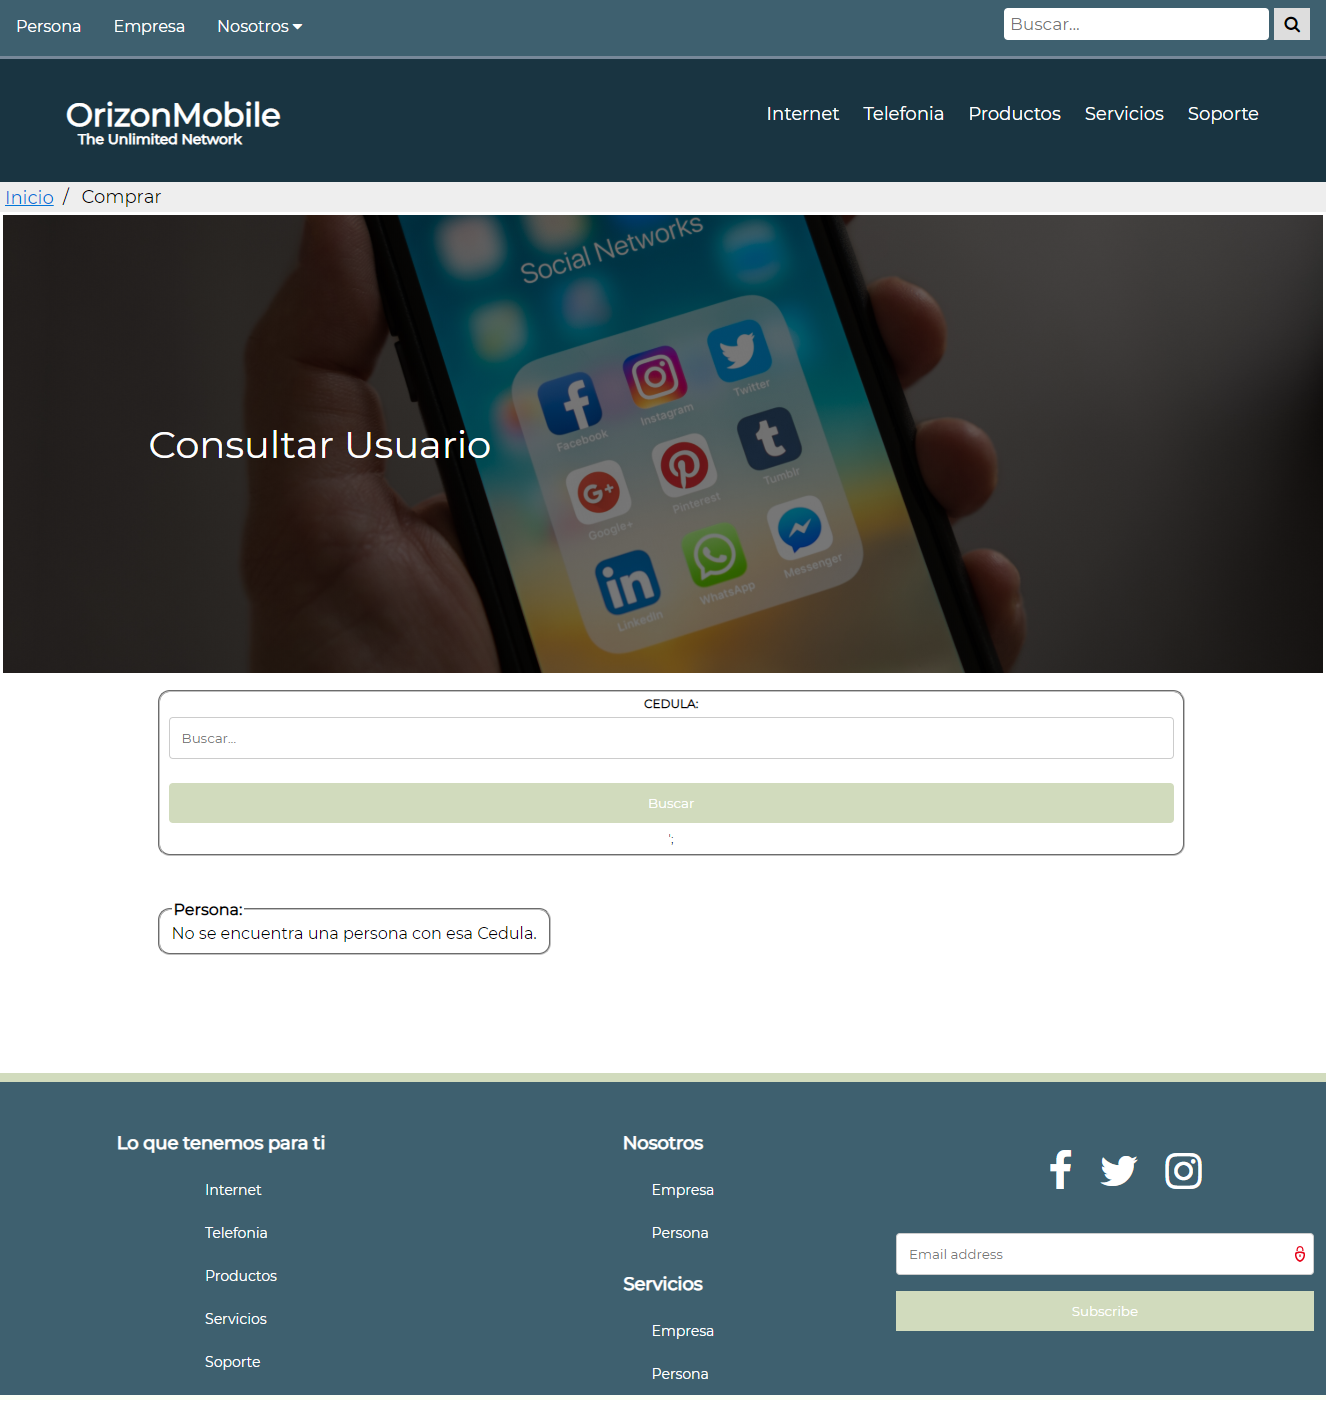 Persona Empresa Nosotros Buscar...
OrizonMobile
The Unlimited Network
Internet Telefonia Productos Servicios Soporte
Inicio / Comprar
Social Networks
Facebook Instagram Twitter
Google+ Pinterest Tumblr
LinkedIn WhatsApp Messenger
Consultar Usuario
CEDULA:
Buscar...
Buscar
';
Persona:
No se encuentra una persona con esa Cedula.
Lo que tenemos para ti
Internet
Telefonia
Productos
Servicios
Soporte
Nosotros
Empresa
Persona
Servicios
Empresa
Persona
Email address
Subscribe